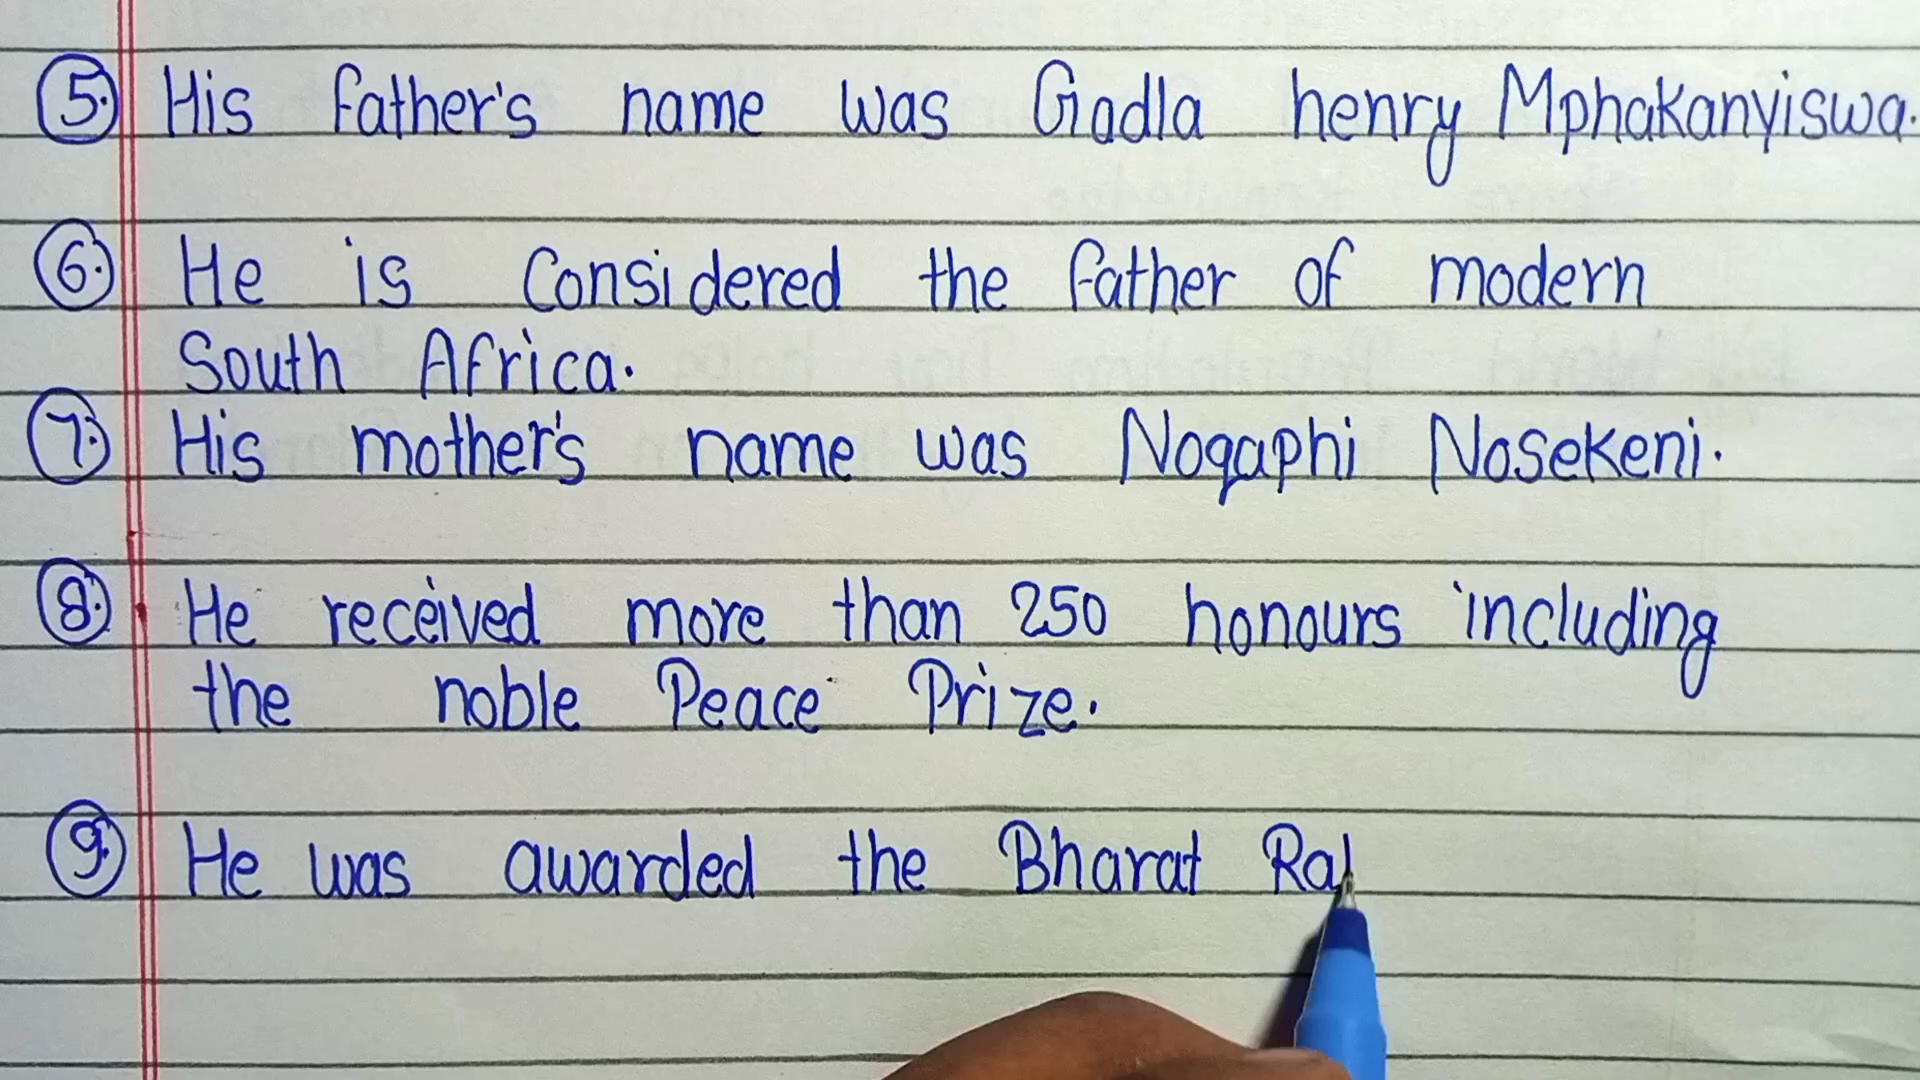 5. His father's name was Gadla henry Mphakanyiswa.
6. He is Considered the father of modern
South Africa.
7. His mother's name was Noqaphi Nosekeni.
8. He received more than 250 honours including
the noble Peace Prize.
9. He was awarded the Bharat